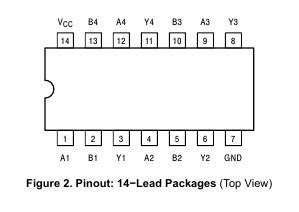 VCC B4 A4 Y4 B3 A3 Y3
14 13 12 11 10 9 8
1 2 3 4 5 6 7
A1 B1 Y1 A2 B2 Y2 GND
Figure 2. Pinout: 14−Lead Packages (Top View)